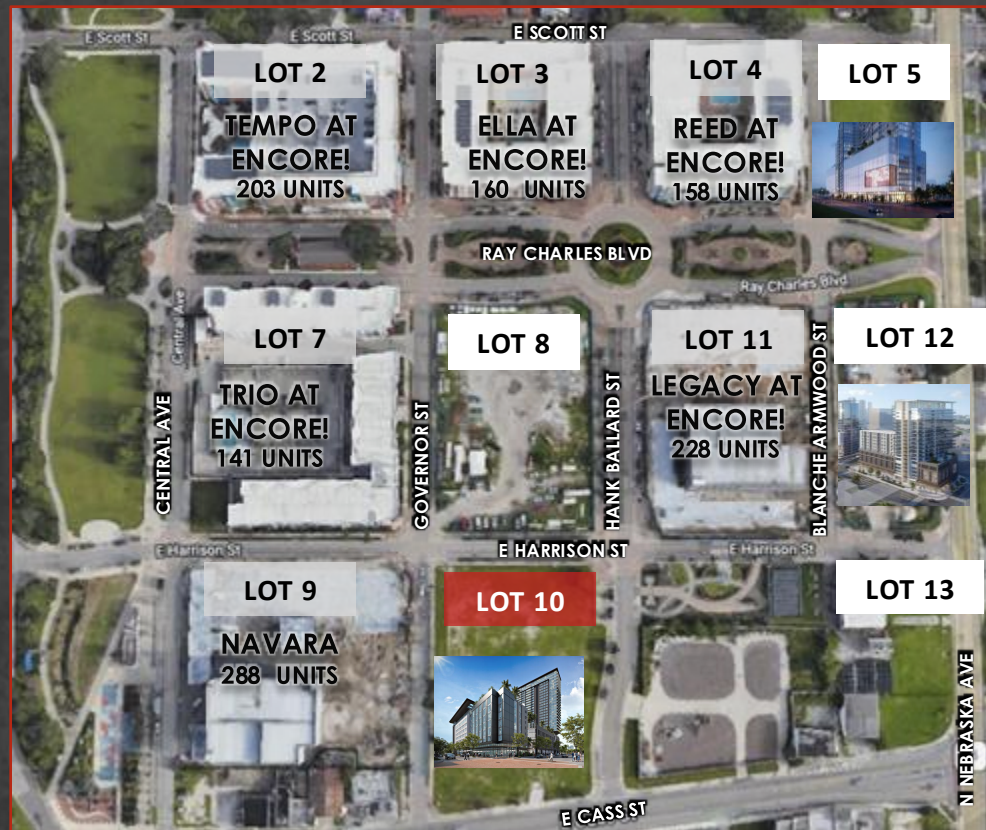 E Scott St
E Scott St
E SCOTT ST
LOT 2
LOT 3
LOT 4
LOT 5
TEMPO AT
ENCORE!
203 UNITS
ELLA AT
ENCORE!
160 UNITS
REED AT
ENCORE!
158 UNITS
RAY CHARLES BLVD
Ray Charles Blvd
Central Ave
LOT 7
LOT 8
LOT 11
LOT 12
TRIO AT
ENCORE!
141 UNITS
LEGACY AT
ENCORE!
228 UNITS
CENTRAL AVE
GOVERNOR ST
HANK BALLARD ST
BLANCHE ARMWOOD ST
E Harrison St
E HARRISON ST
E Harrison St
LOT 9
LOT 10
LOT 13
NAVARA
288 UNITS
N NEBRASKA AVE
E CASS ST